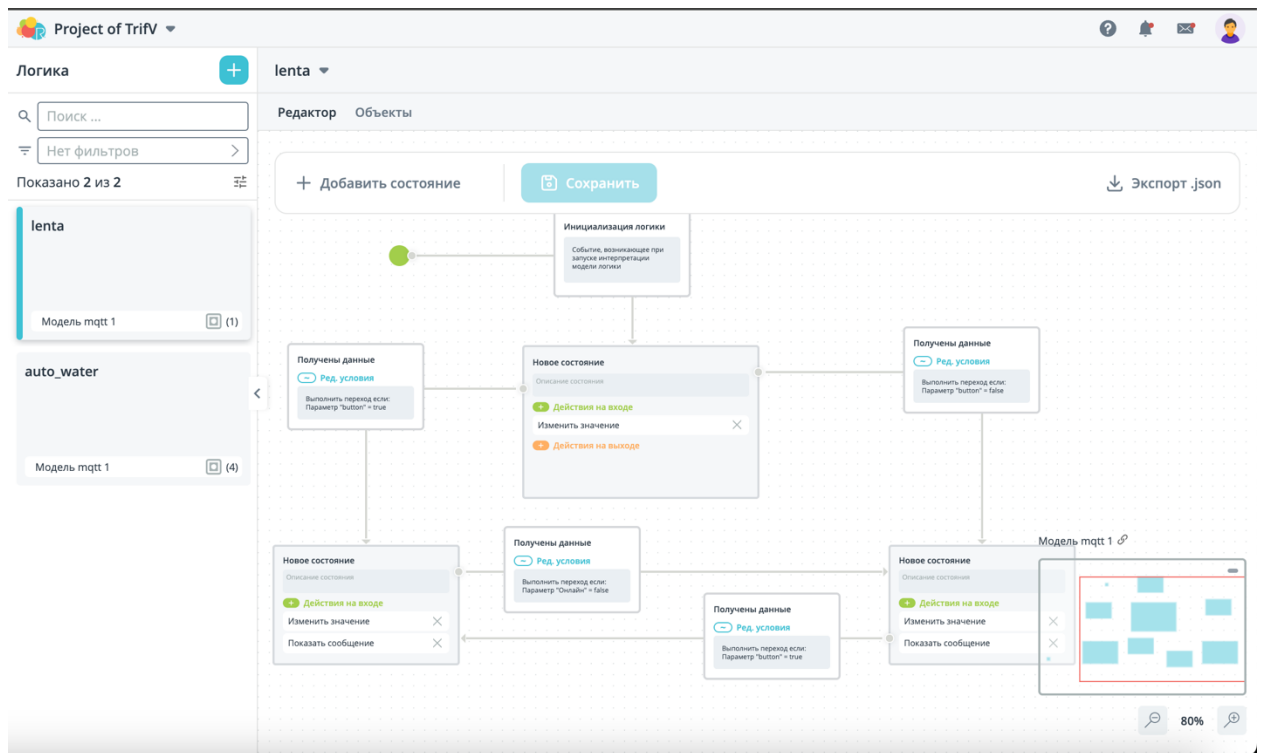 Project of TrifV
Логика
+
lenta
Поиск ...
Редактор
Объекты
Нет фильтров
Показано 2 из 2
+ Добавить состояние
Сохранить
Экспорт .json
lenta
Модель mqtt 1
(1)
auto_water
Модель mqtt 1
(4)
Инициализация логики
Событие, возникающее при
запуске интерпретации
модели логики
Получены данные
Ред. условия
Выполнить переход если:
Параметр "button" = true
Новое состояние
Описание состояния
Действия на входе
Изменить значение
Действия на выходе
Получены данные
Ред. условия
Выполнить переход если:
Параметр "button" = false
Новое состояние
Описание состояния
Действия на входе
Изменить значение
Показать сообщение
Получены данные
Ред. условия
Выполнить переход если:
Параметр "Онлайн" = false
Получены данные
Ред. условия
Выполнить переход если:
Параметр "button" = true
Новое состояние
Описание состояния
Действия на входе
Изменить значение
Показать сообщение
Модель mqtt 1
80%